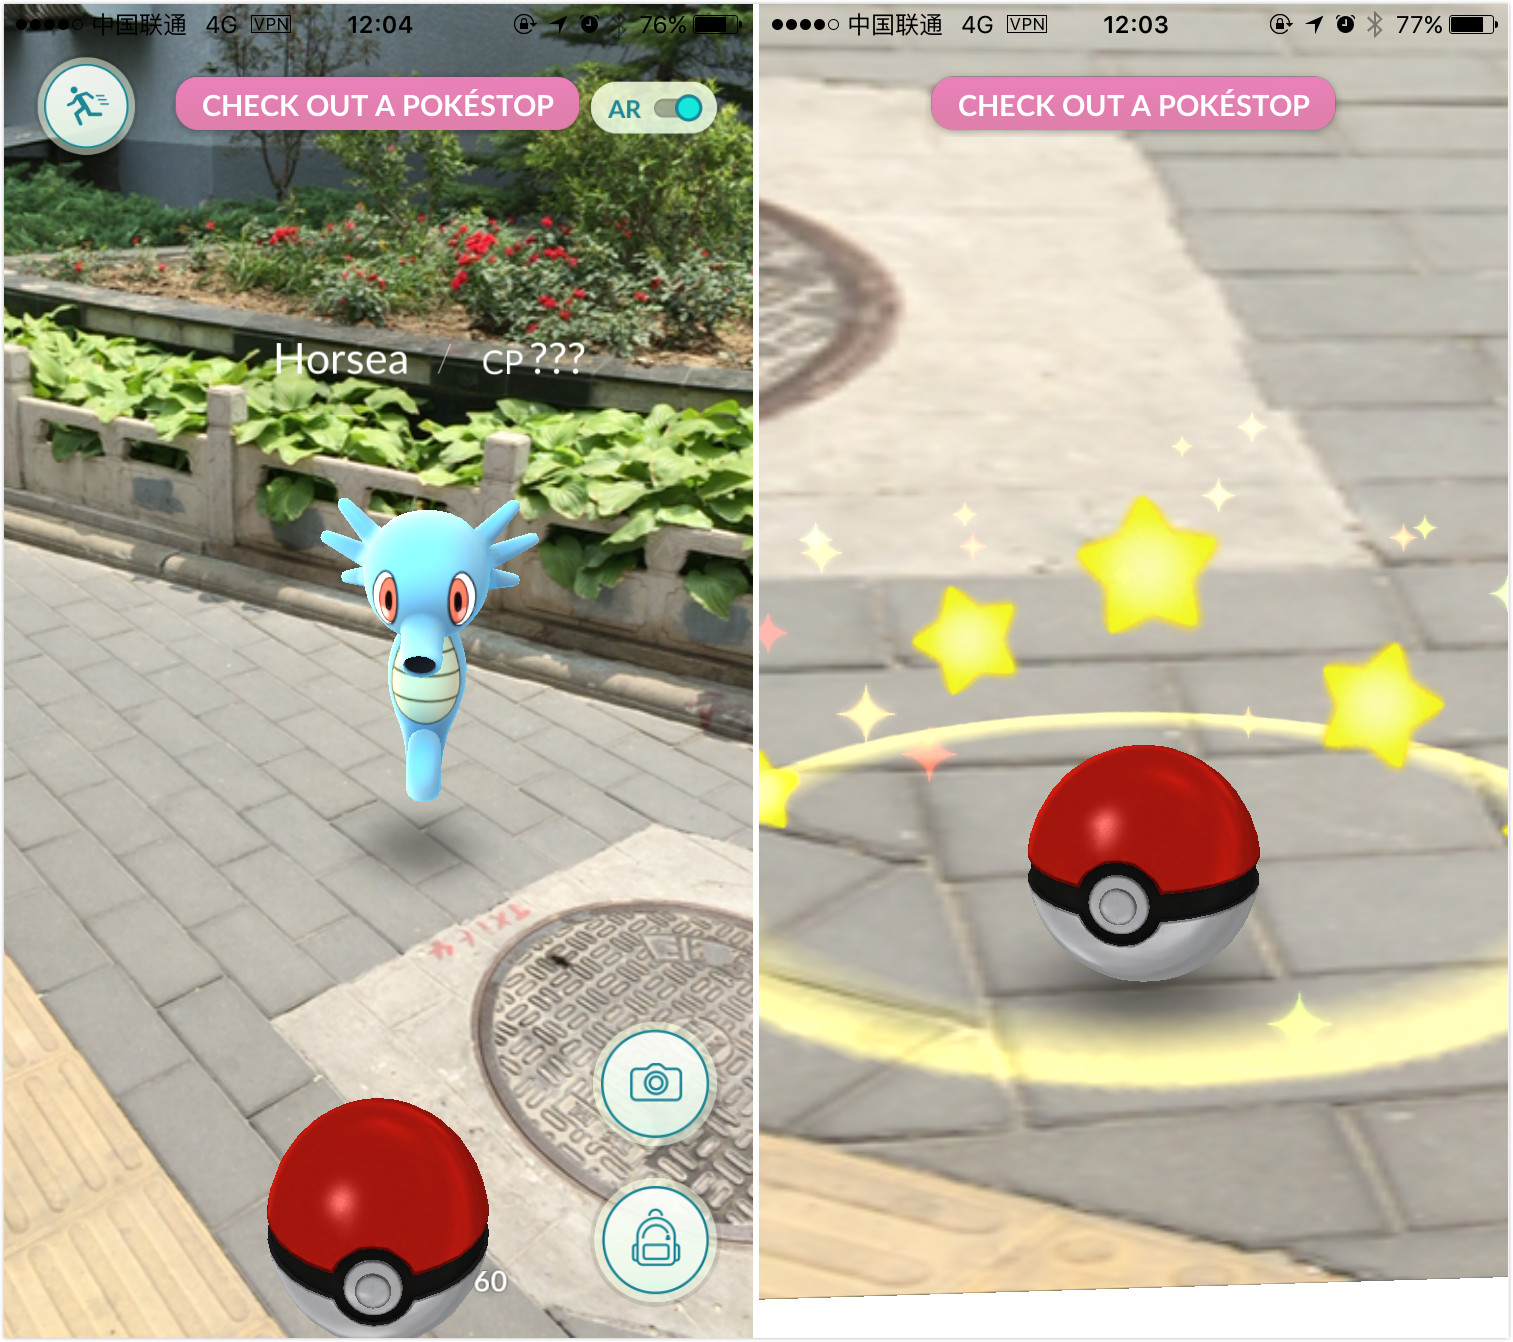 中国联通 4G VPN 12:04 76%
CHECK OUT A POKÉSTOP
AR
Horsea / CP ???
60
中国联通 4G VPN 12:03 77%
CHECK OUT A POKÉSTOP